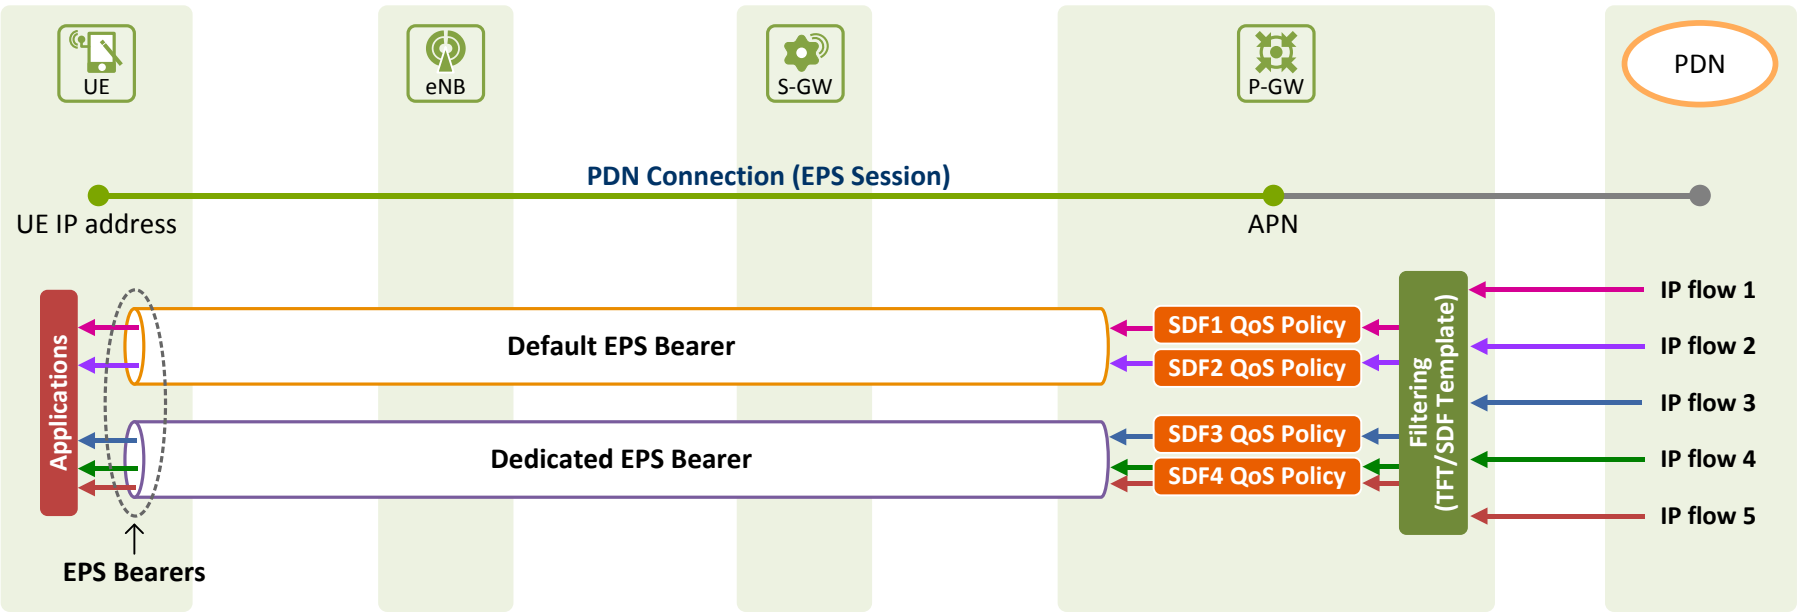 UE
eNB
S-GW
P-GW
PDN
PDN Connection (EPS Session)
UE IP address
APN
Applications
Default EPS Bearer
Dedicated EPS Bearer
SDF1 QoS Policy
SDF2 QoS Policy
SDF3 QoS Policy
SDF4 QoS Policy
Filtering
(TFT/SDF Template)
IP flow 1
IP flow 2
IP flow 3
IP flow 4
IP flow 5
EPS Bearers